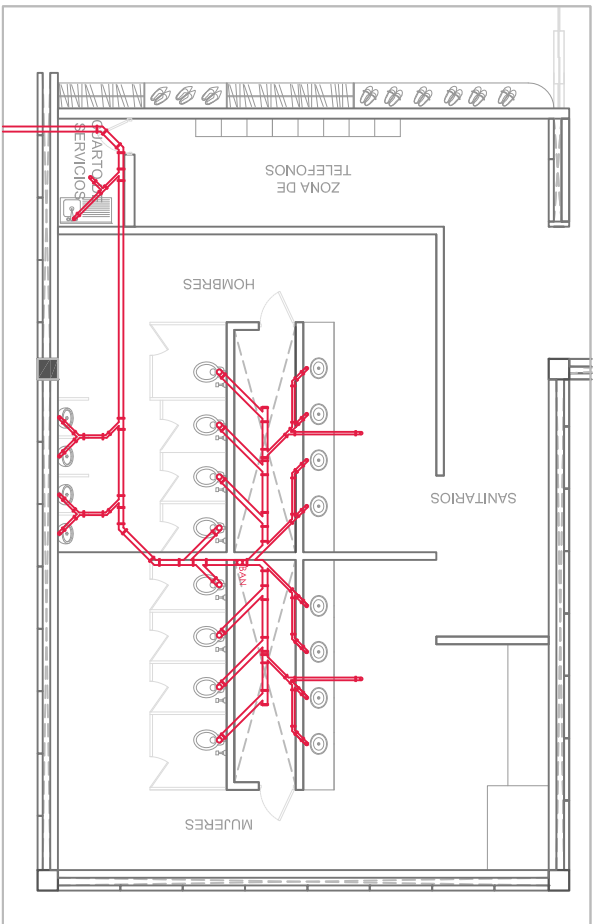 CUARTO DE
SERVICIOS
ZONA DE
TELEFONOS
HOMBRES
SANITARIOS
BAN
MUJERES